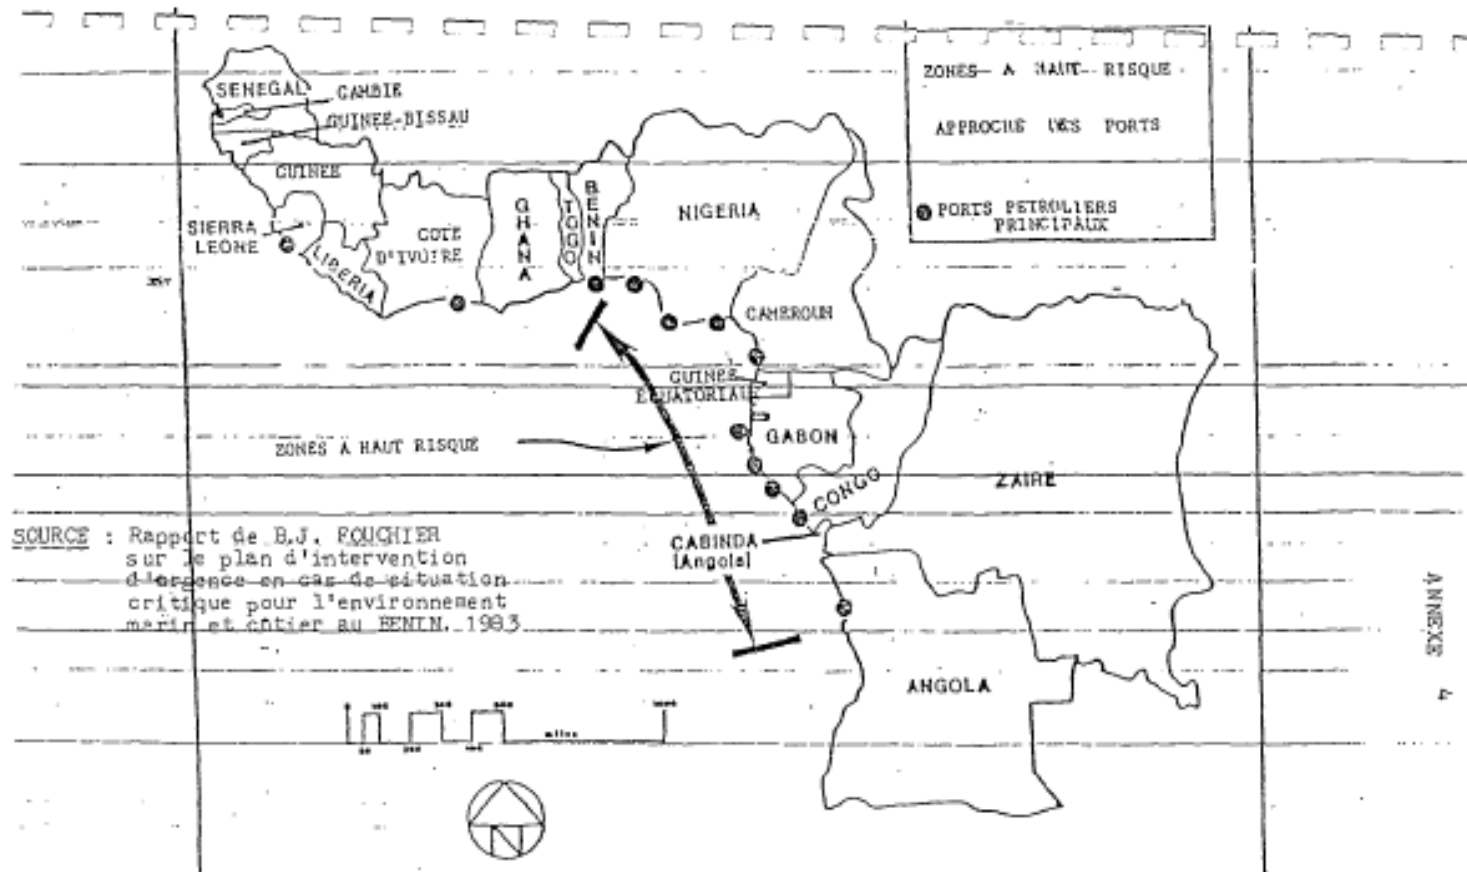 SENEGAL
GAMBIE
GUINEE-BISSAU
GUINEE
SIERRA
LEONE
LIBERIA
COTE
D'IVOIRE
GHANA
TOGO
BENIN
NIGERIA
CAMEROUN
GUINEE
EQUATORIALE
GABON
CONGO
ZAIRE
CABINDA
(Angola)
ANGOLA
ZONES A HAUT RISQUE
APPROCHE DES PORTS
PORTS PETROLIERS
PRINCIPAUX
ZONES A HAUT RISQUE
SOURCE : Rapport de B.J. FOUCHIER
sur le plan d'intervention
d'urgence en cas de situation
critique pour l'environnement
marin et côtier au BENIN. 1983
miles
N
ANNEXE 4